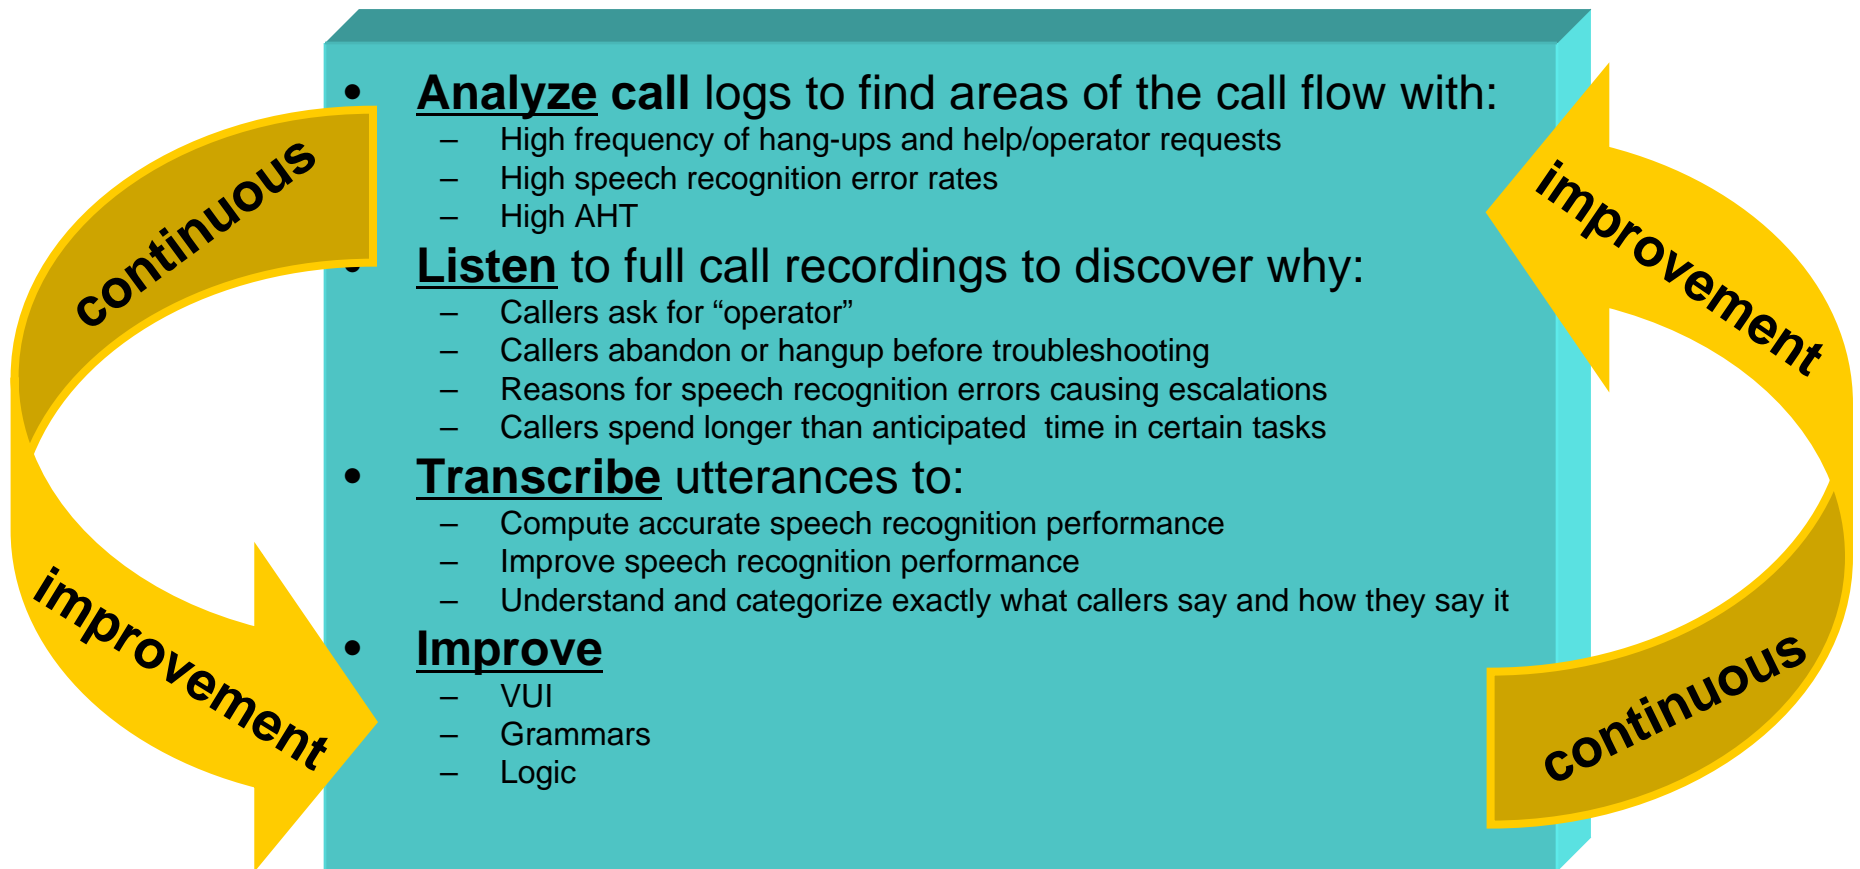 • Analyze call logs to find areas of the call flow with:
– High frequency of hang-ups and help/operator requests
– High speech recognition error rates
– High AHT
• Listen to full call recordings to discover why:
– Callers ask for “operator”
– Callers abandon or hangup before troubleshooting
– Reasons for speech recognition errors causing escalations
– Callers spend longer than anticipated  time in certain tasks
• Transcribe utterances to:
– Compute accurate speech recognition performance
– Improve speech recognition performance
– Understand and categorize exactly what callers say and how they say it
• Improve
– VUI
– Grammars
– Logic
continuous
improvement
continuous
improvement